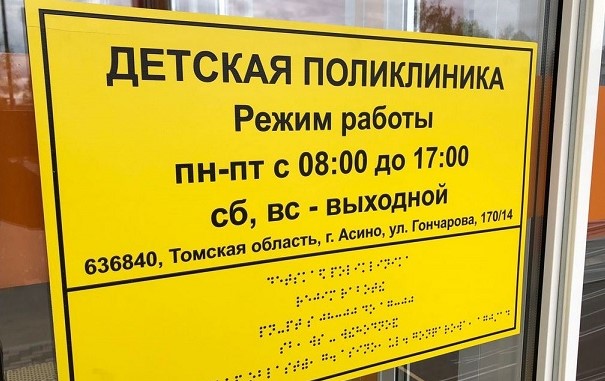 ДЕТСКАЯ ПОЛИКЛИНИКА
Режим работы
пн-пт с 08:00 до 17:00
сб, вс - выходной
636840, Томская область, г. Асино, ул. Гончарова, 170/14